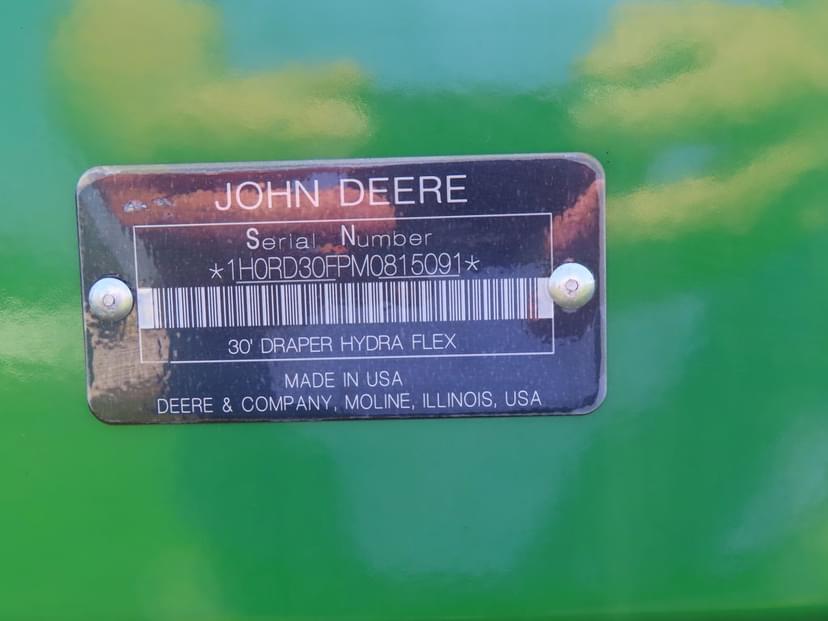 JOHN DEERE
Serial Number
*1H0RD30FPM0815091*
30' DRAPER HYDRA FLEX
MADE IN USA
DEERE & COMPANY, MOLINE, ILLINOIS, USA